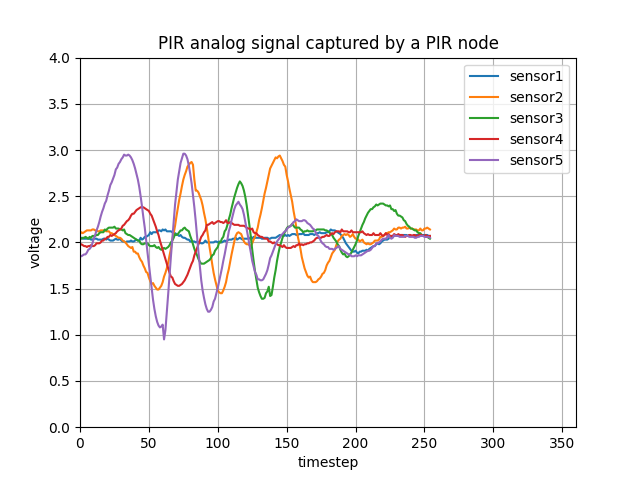 PIR analog signal captured by a PIR node
4.0
3.5
3.0
2.5
2.0
1.5
1.0
0.5
0.0
voltage
sensor1
sensor2
sensor3
sensor4
sensor5
0 50 100 150 200 250 300 350
timestep